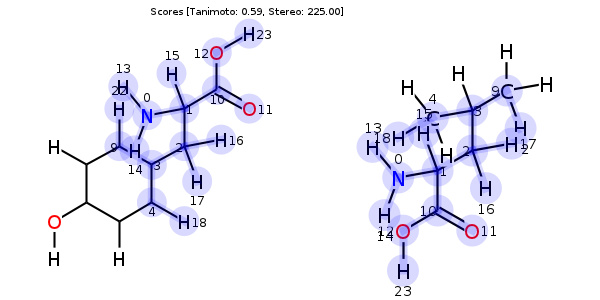 Scores [Tanimoto: 0.59, Stereo: 225.00]
12 O H 23
13 15
H H 10
22 0 O 11
H N 1
H 14
H 9 3 2 H 16
H 17
4
O H 18
H H
H H
H 9 C H
4 C 3
13 15 H
18 H H 17
H H 2 H 2
0 1 H
N 16
H 10
12 O O 11
14
H
23